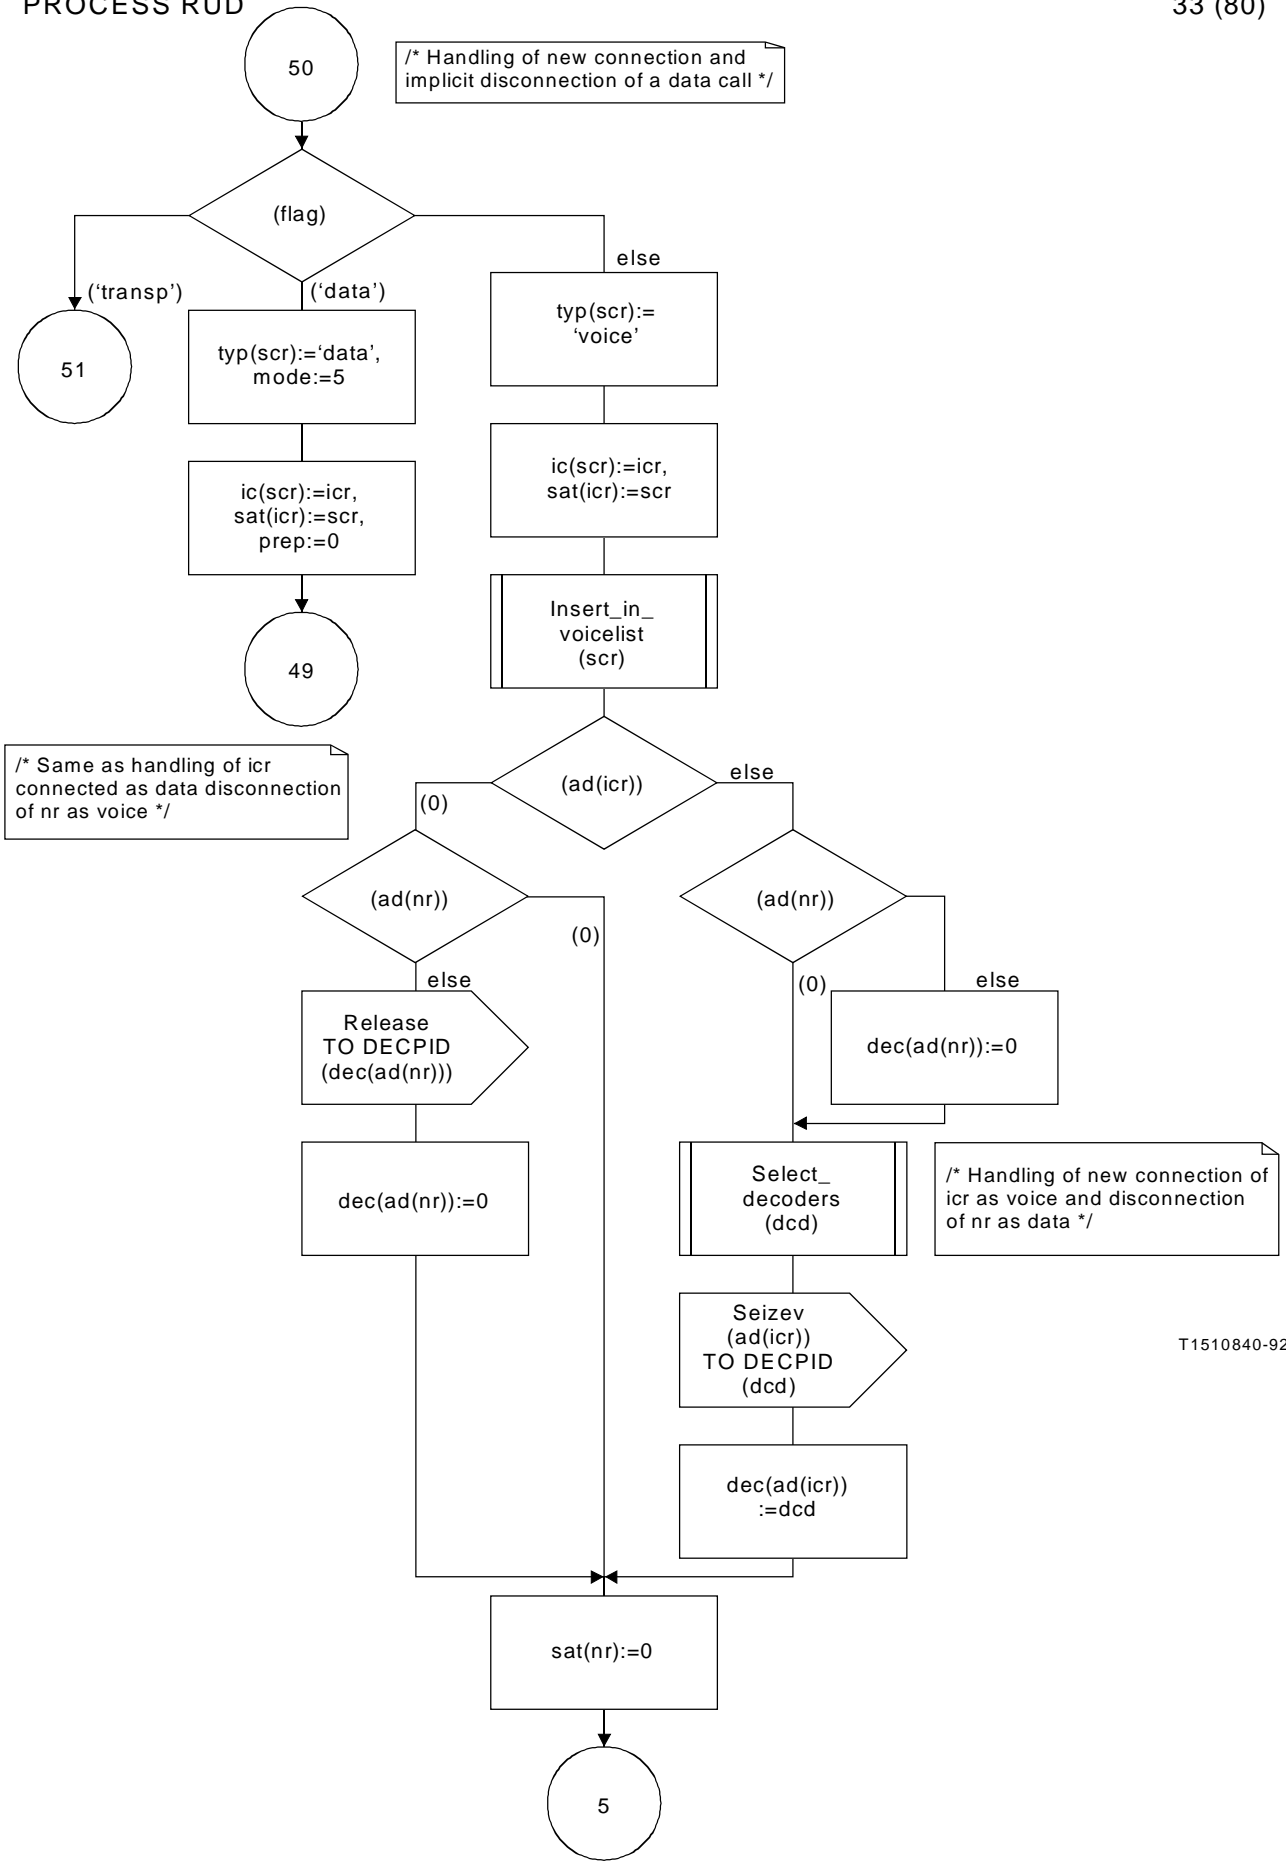 PROCESS RUD
33 (80)
50
/* Handling of new connection and
implicit disconnection of a data call */
(flag)
else
(‘transp’)
(‘data’)
51
typ(scr):=‘data’,
mode:=5
typ(scr):=
‘voice’
ic(scr):=icr,
sat(icr):=scr,
prep:=0
ic(scr):=icr,
sat(icr):=scr
49
Insert_in_
voicelist
(scr)
/* Same as handling of icr
connected as data disconnection
of nr as voice */
(ad(icr))
else
(0)
(ad(nr))
(0)
else
(ad(nr))
(0)
else
Release
TO DECPID
(dec(ad(nr)))
dec(ad(nr)):=0
dec(ad(nr)):=0
Select_
decoders
(dcd)
/* Handling of new connection of
icr as voice and disconnection
of nr as data */
Seizev
(ad(icr))
TO DECPID
(dcd)
T1510840-92
dec(ad(icr))
:=dcd
sat(nr):=0
5